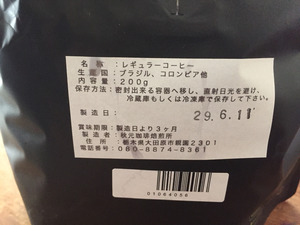 名 称：レギュラーコーヒー
生 産 国：ブラジル、コロンビア他
内 容 量：200g
保存方法：密封出来る容器へ移し、直射日光を避け、
冷蔵庫もしくは冷凍庫で保存して下さい。
製 造 日： 29.6.11
賞味期限：製造日より3ヶ月
製 造 者：秋元珈琲焙煎所
住 所：栃木県大田原市親園2301
電話番号：080-8874-8361
01064056